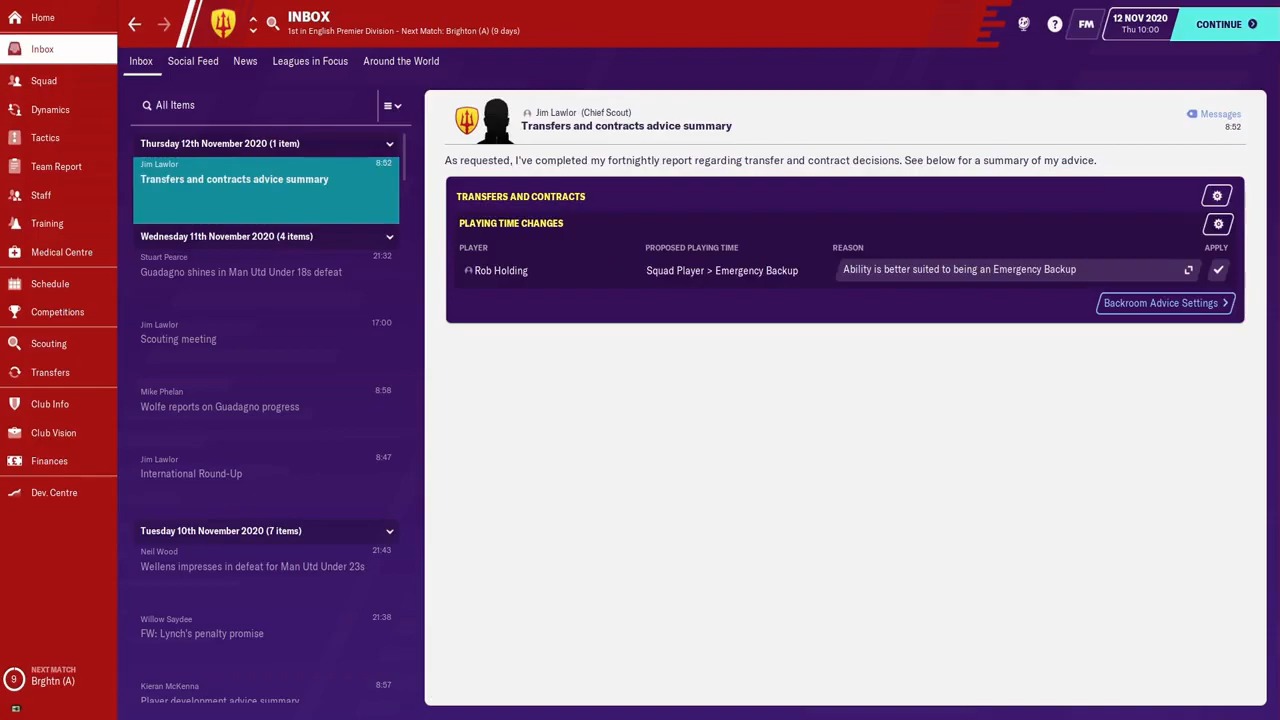 Home
Inbox
Squad
Dynamics
Tactics
Team Report
Staff
Training
Medical Centre
Schedule
Competitions
Scouting
Transfers
Club Info
Club Vision
Finances
Dev. Centre
9
NEXT MATCH
Brghtn (A)
INBOX
1st in English Premier Division - Next Match: Brighton (A) (9 days)
?
FM
12 NOV 2020
Thu 10:00
CONTINUE
Inbox
Social Feed
News
Leagues in Focus
Around the World
All Items
Thursday 12th November 2020 (1 item)
Jim Lawlor
8:52
Transfers and contracts advice summary
Wednesday 11th November 2020 (4 items)
Stuart Pearce
21:32
Guadagno shines in Man Utd Under 18s defeat
Jim Lawlor
17:00
Scouting meeting
Mike Phelan
8:58
Wolfe reports on Guadagno progress
Jim Lawlor
8:47
International Round-Up
Tuesday 10th November 2020 (7 items)
Neil Wood
21:43
Wellens impresses in defeat for Man Utd Under 23s
Willow Saydee
21:38
FW: Lynch's penalty promise
Kieran McKenna
8:57
Player development advice summary
Jim Lawlor (Chief Scout)
Transfers and contracts advice summary
Messages
8:52
As requested, I've completed my fortnightly report regarding transfer and contract decisions. See below for a summary of my advice.
TRANSFERS AND CONTRACTS
PLAYING TIME CHANGES
PLAYER
PROPOSED PLAYING TIME
REASON
APPLY
Rob Holding
Squad Player > Emergency Backup
Ability is better suited to being an Emergency Backup
Backroom Advice Settings